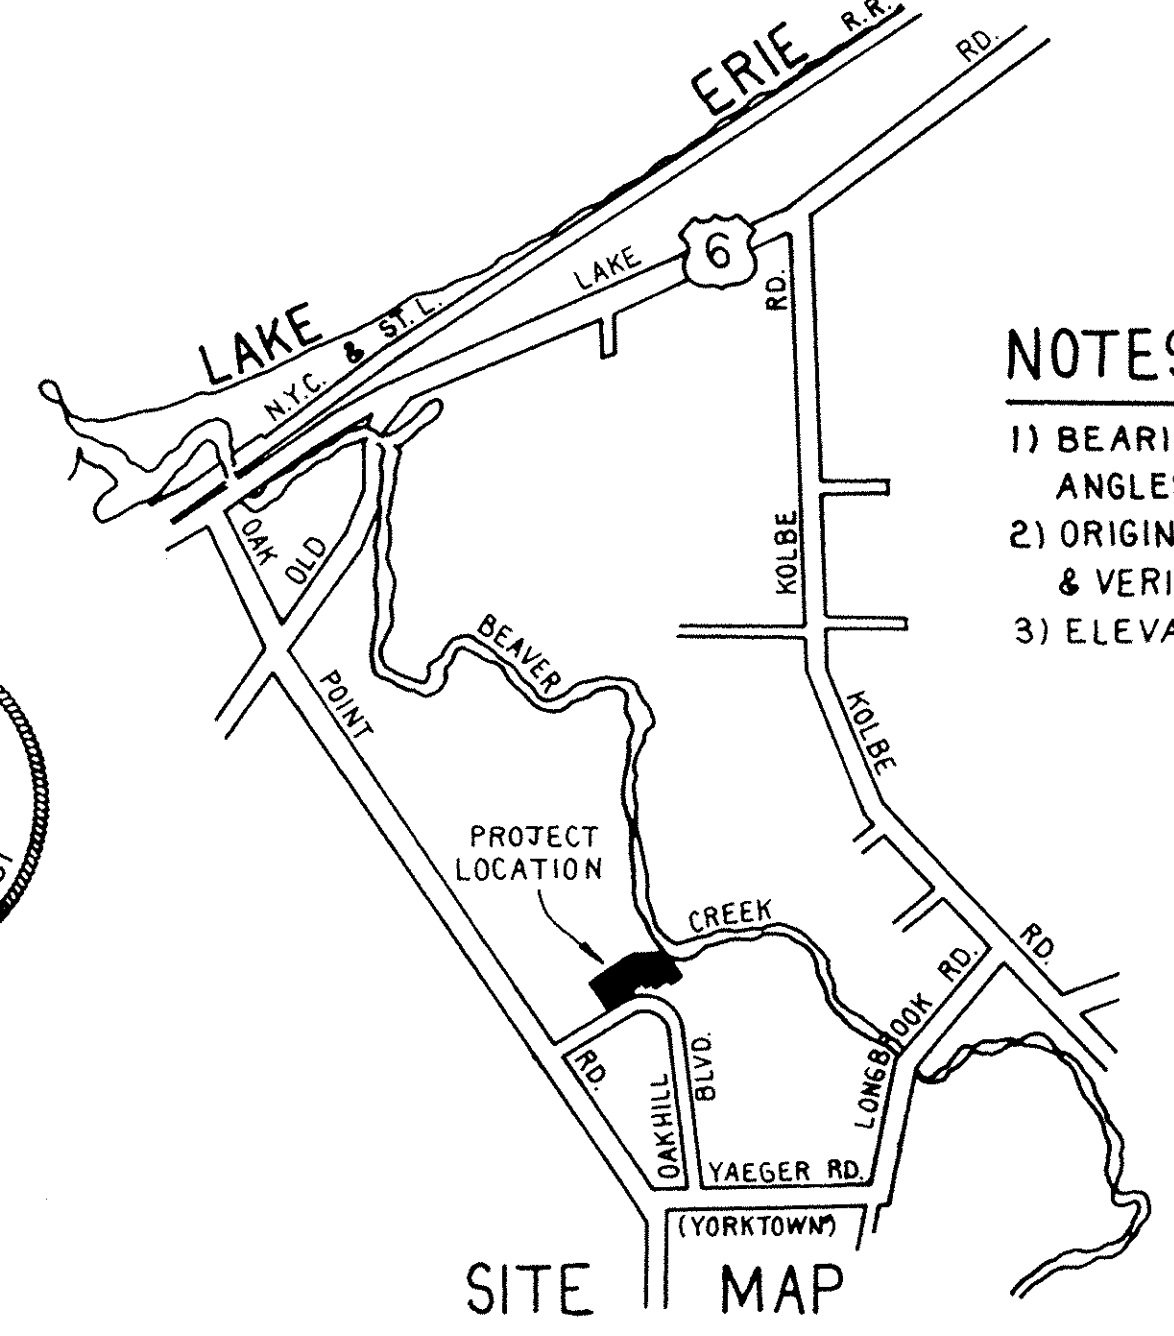 LAKE ERIE
N.Y.C. & ST. L. R.R.
LAKE RD.
6
RD.
KOLBE
OAK
OLD
BEAVER
POINT
KOLBE
PROJECT
LOCATION
CREEK
RD.
LONGBROOK RD.
RD.
OAKHILL BLVD.
YAEGER RD.
(YORKTOWN)
SITE MAP
NOTES
1) BEARI
ANGLES
2) ORIGIN
& VERI
3) ELEVA